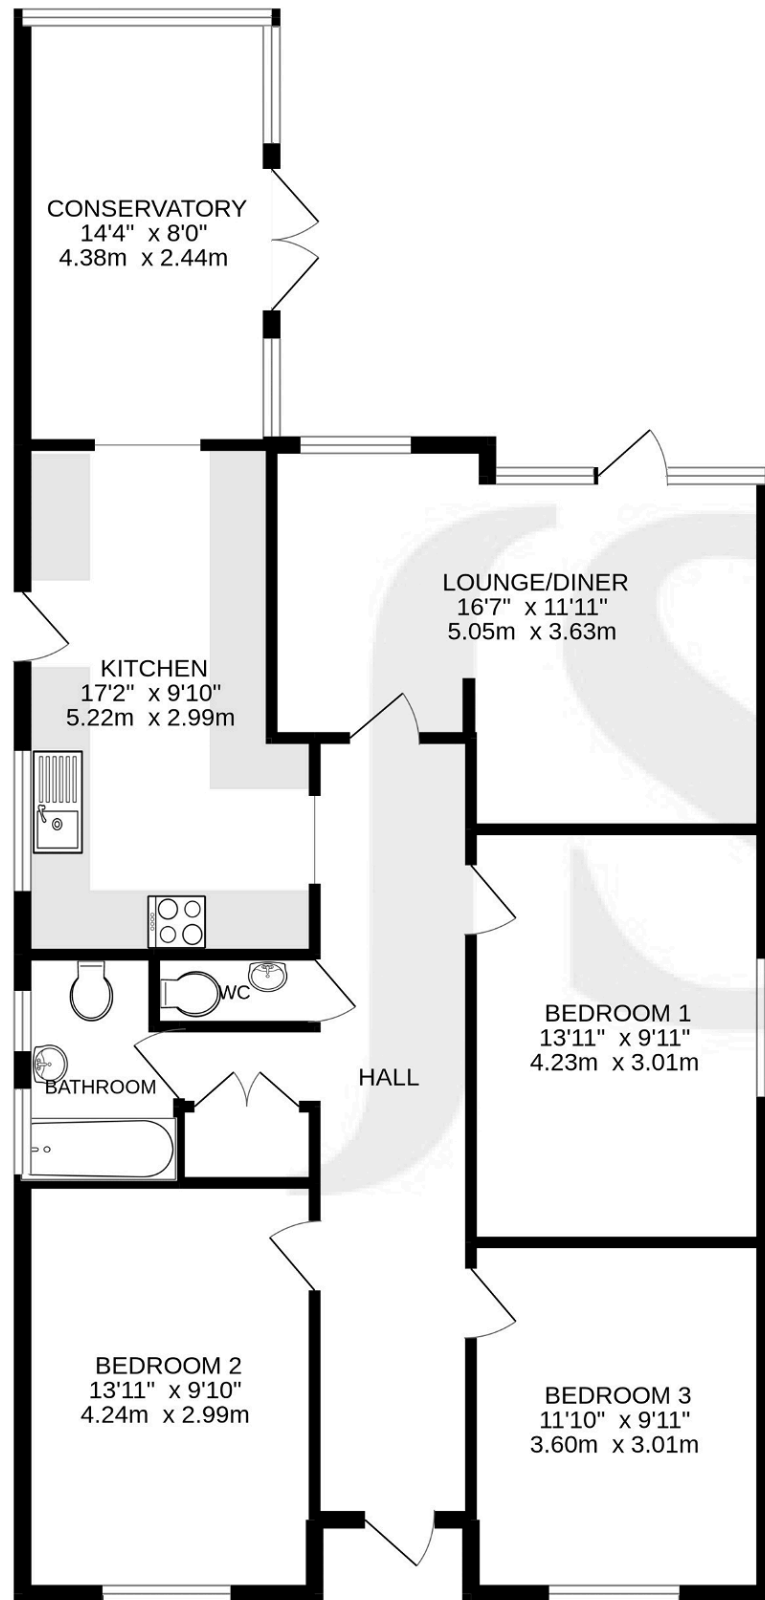 CONSERVATORY
14'4" x 8'0"
4.38m x 2.44m
LOUNGE/DINER
16'7" x 11'11"
5.05m x 3.63m
KITCHEN
17'2" x 9'10"
5.22m x 2.99m
WC
BATHROOM
HALL
BEDROOM 1
13'11" x 9'11"
4.23m x 3.01m
BEDROOM 2
13'11" x 9'10"
4.24m x 2.99m
BEDROOM 3
11'10" x 9'11"
3.60m x 3.01m